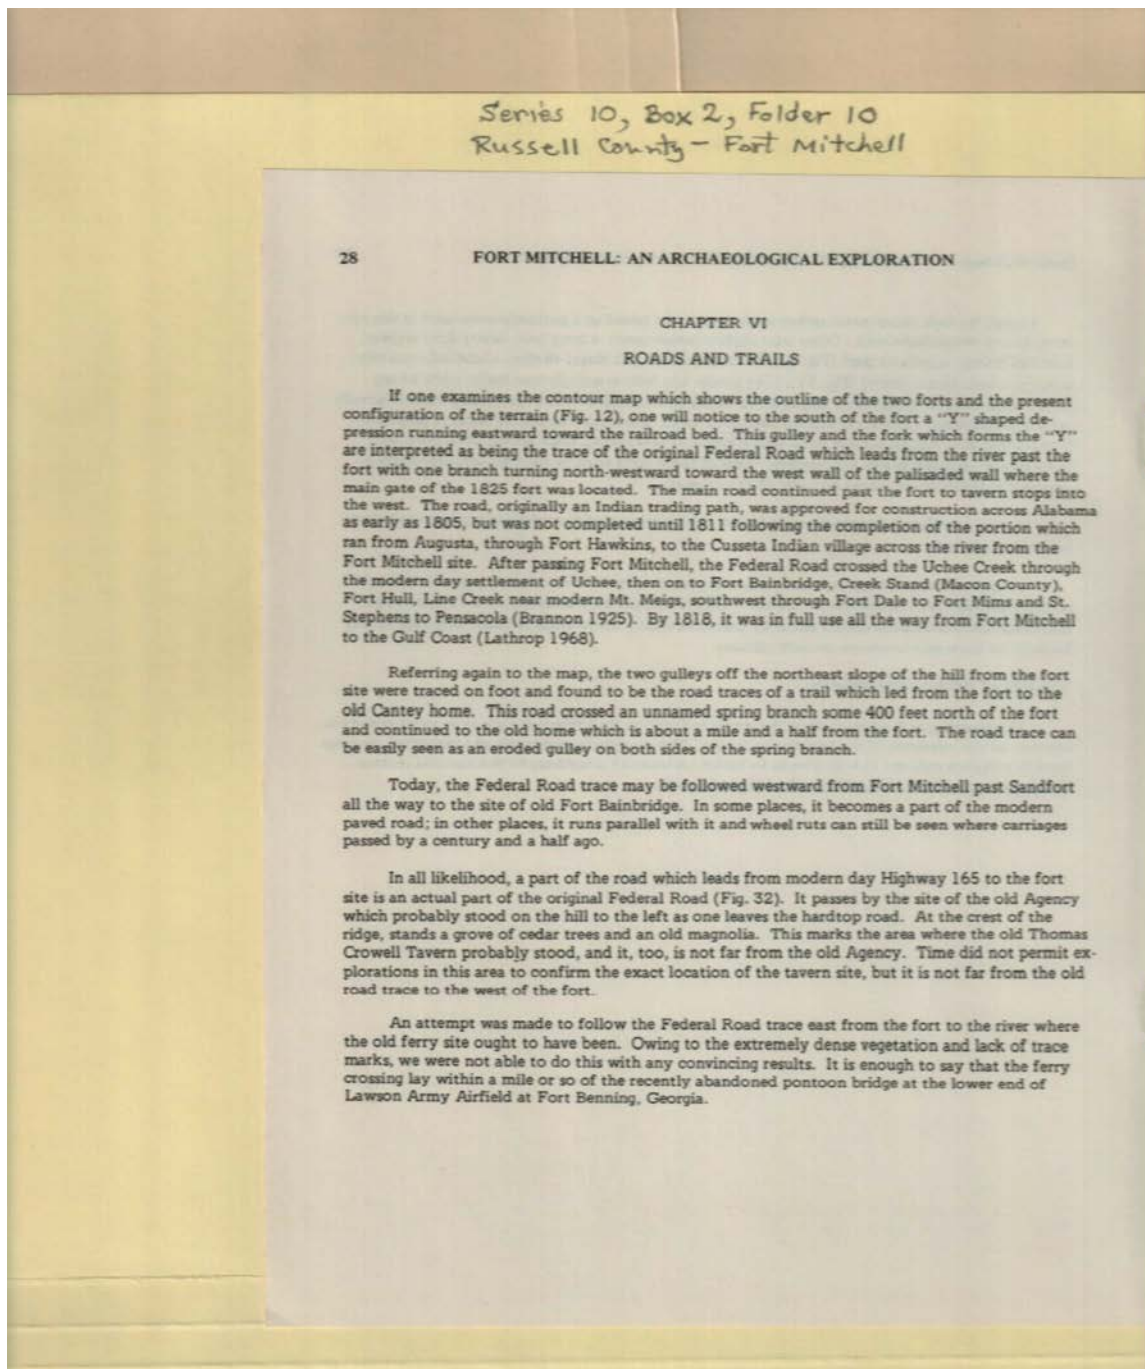 Series 10, Box 2, Folder 10
Russell County - Fort Mitchell
28 FORT MITCHELL: AN ARCHAEOLOGICAL EXPLORATION
CHAPTER VI
ROADS AND TRAILS
If one examines the contour map which shows the outline of the two forts and the present
configuration of the terrain (Fig. 12), one will notice to the south of the fort a "Y" shaped de-
pression running eastward toward the railroad bed. This gulley and the fork which forms the "Y"
are interpreted as being the trace of the original Federal Road which leads from the river past the
fort with one branch turning north-westward toward the west wall of the palisaded wall where the
main gate of the 1825 fort was located. The main road continued past the fort to tavern stops into
the west. The road, originally an Indian trading path, was approved for construction across Alabama
as early as 1805, but was not completed until 1811 following the completion of the portion which
ran from Augusta, through Fort Hawkins, to the Cusseta Indian village across the river from the
Fort Mitchell site. After passing Fort Mitchell, the Federal Road crossed the Uchee Creek through
the modern day settlement of Uchee, then on to Fort Bainbridge, Creek Stand (Macon County),
Fort Hull, Line Creek near modern Mt. Meigs, southwest through Fort Dale to Fort Mims and St.
Stephens to Pensacola (Brannon 1925). By 1818, it was in full use all the way from Fort Mitchell
to the Gulf Coast (Lathrop 1968).
Referring again to the map, the two gulleys off the northeast slope of the hill from the fort
site were traced on foot and found to be the road traces of a trail which led from the fort to the
old Cantey home. This road crossed an unnamed spring branch some 400 feet north of the fort
and continued to the old home which is about a mile and a half from the fort. The road trace can
be easily seen as an eroded gulley on both sides of the spring branch.
Today, the Federal Road trace may be followed westward from Fort Mitchell past Sandfort
all the way to the site of old Fort Bainbridge. In some places, it becomes a part of the modern
paved road; in other places, it runs parallel with it and wheel ruts can still be seen where carriages
passed by a century and a half ago.
In all likelihood, a part of the road which leads from modern day Highway 165 to the fort
site is an actual part of the original Federal Road (Fig. 32). It passes by the site of the old Agency
which probably stood on the hill to the left as one leaves the hardtop road. At the crest of the
ridge, stands a grove of cedar trees and an old magnolia. This marks the area where the old Thomas
Crowell Tavern probably stood, and it, too, is not far from the old Agency. Time did not permit ex-
plorations in this area to confirm the exact location of the tavern site, but it is not far from the old
road trace to the west of the fort.
An attempt was made to follow the Federal Road trace east from the fort to the river where
the old ferry site ought to have been. Owing to the extremely dense vegetation and lack of trace
marks, we were not able to do this with any convincing results. It is enough to say that the ferry
crossing lay within a mile or so of the recently abandoned pontoon bridge at the lower end of
Lawson Army Airfield at Fort Benning, Georgia.